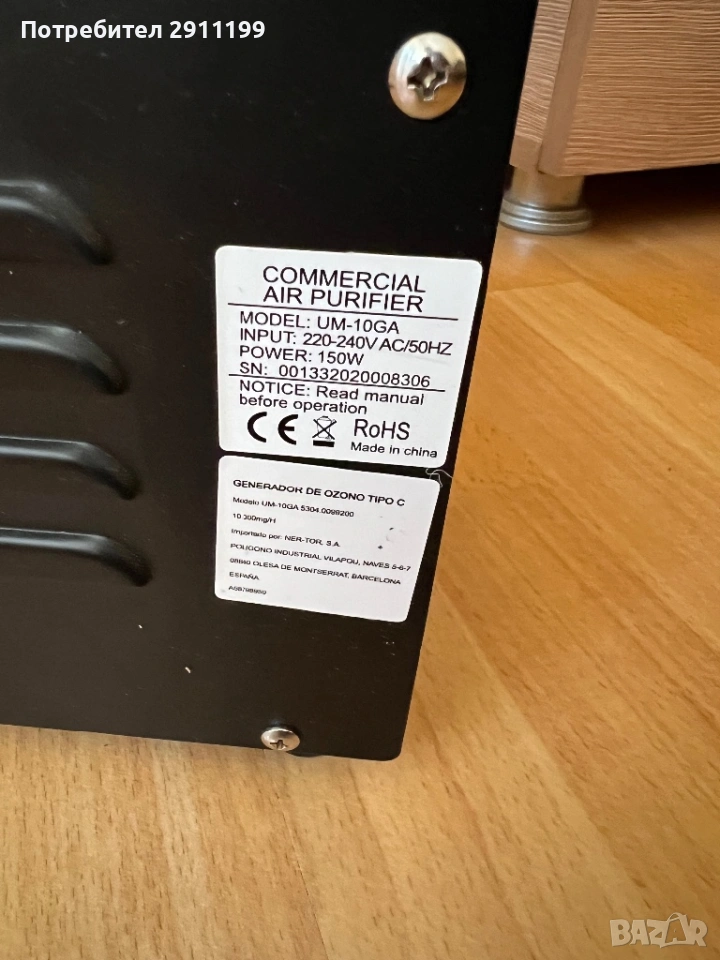 Потребител 2911199
COMMERCIAL
AIR PURIFIER
MODEL: UM-10GA
INPUT: 220-240V AC/50HZ
POWER: 150W
SN: 001332020008306
NOTICE: Read manual
before operation
CE RoHS
Made in china
GENERADOR DE OZONO TIPO C
Modelo UM-10GA 5304.0099200
10 300mg/H
Importado por: NER-TOR, S.A.
POLIGONO INDUSTRIAL VILAPOU, NAVES 5-6-7
OLESA DE MONTSERRAT, BARCELONA
ESPAÑA
BAZAR